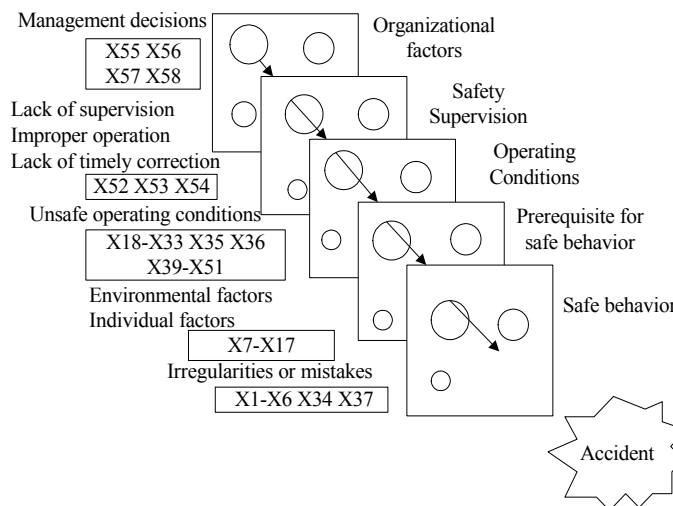 Management decisions
X55 X56
X57 X58
Organizational
factors
Lack of supervision
Improper operation
Lack of timely correction
X52 X53 X54
Safety
Supervision
Unsafe operating conditions
X18-X33 X35 X36
X39-X51
Operating
Conditions
Environmental factors
Individual factors
X7-X17
Prerequisite for
safe behavior
Irregularities or mistakes
X1-X6 X34 X37
Safe behavior
Accident